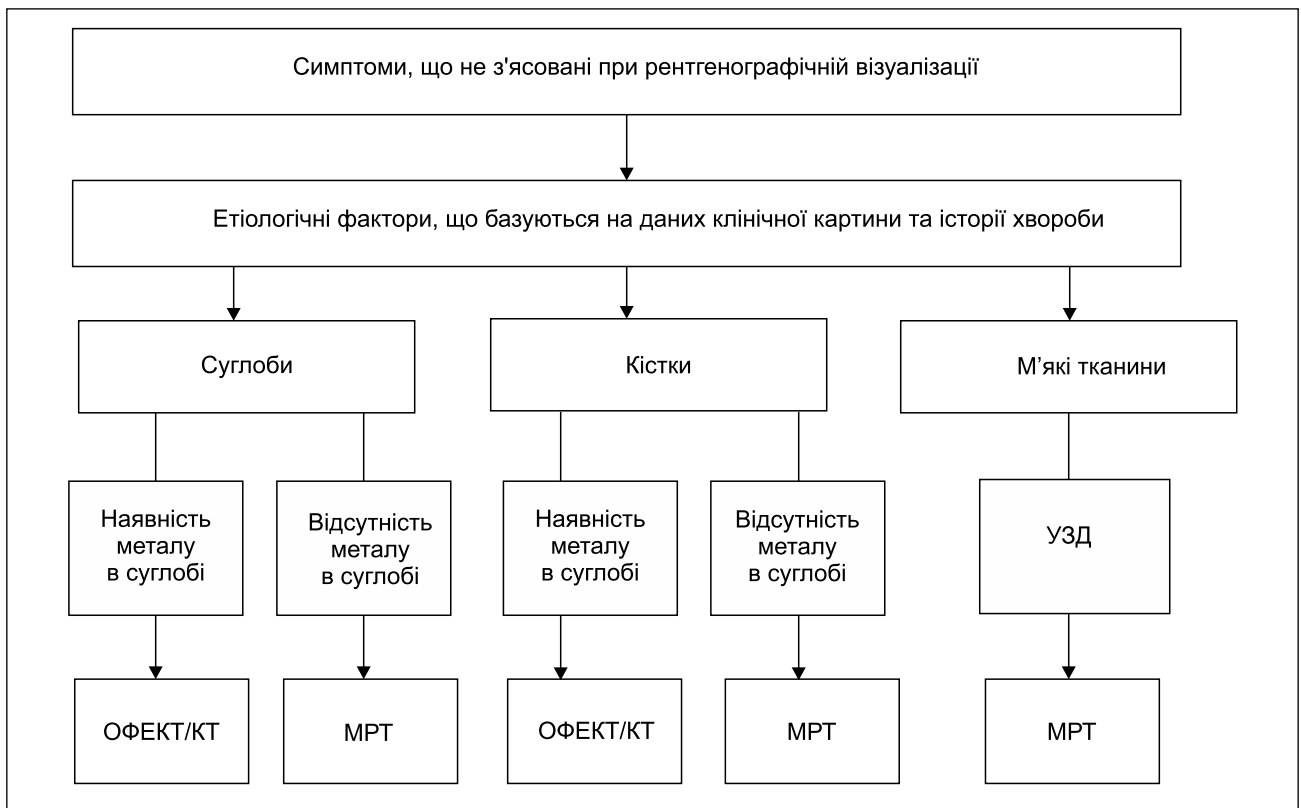 Симптоми, що не з'ясовані при рентгенографічній візуалізації
Етіологічні фактори, що базуються на даних клінічної картини та історії хвороби
Суглоби
Кістки
М’які тканини
Наявність
металу
в суглобі
Відсутність
металу
в суглобі
Наявність
металу
в суглобі
Відсутність
металу
в суглобі
УЗД
ОФЕКТ/КТ
МРТ
ОФЕКТ/КТ
МРТ
МРТ